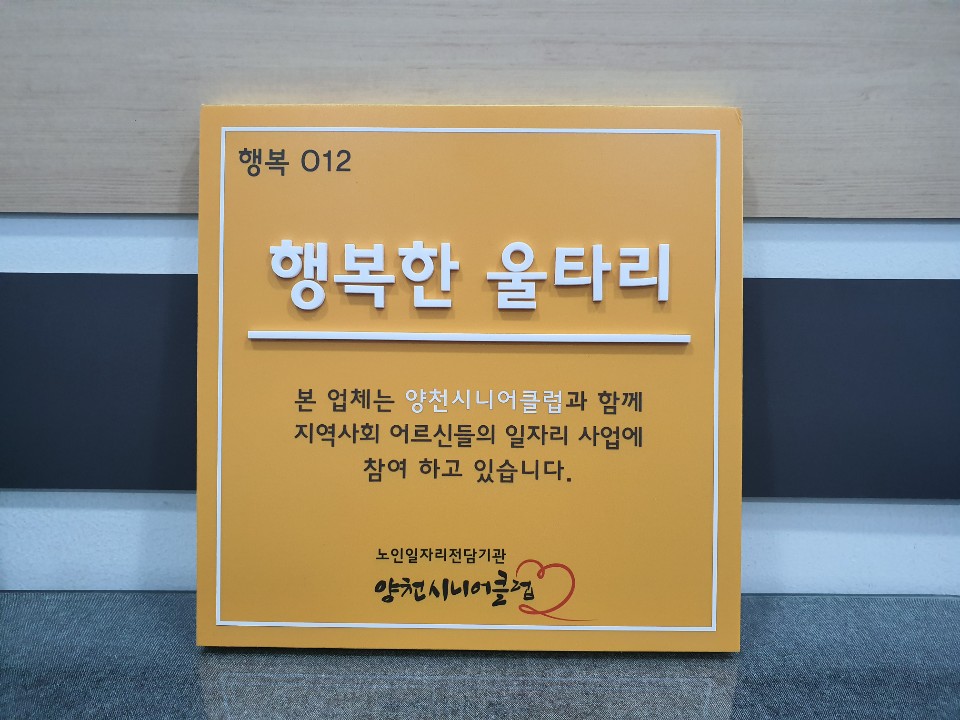 행복 012
행복한 울타리
본 업체는 양천시니어클럽과 함께
지역사회 어르신들의 일자리 사업에
참여 하고 있습니다.
노인일자리전담기관
양천시니어클럽